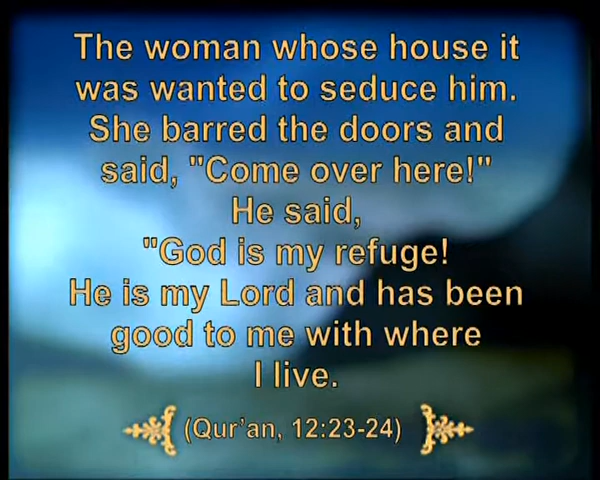 The woman whose house it
was wanted to seduce him.
She barred the doors and
said, "Come over here!"
He said,
"God is my refuge!
He is my Lord and has been
good to me with where
I live.
(Qur'an, 12:23-24)